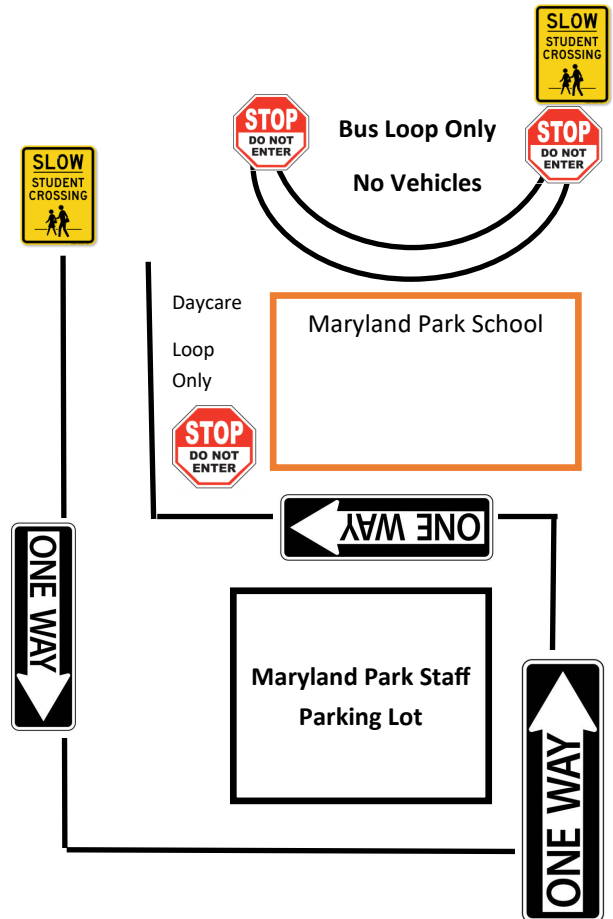 SLOW
STUDENT
CROSSING
STOP
DO NOT
ENTER
Bus Loop Only
No Vehicles
STOP
DO NOT
ENTER
SLOW
STUDENT
CROSSING
Daycare
Loop
Only
Maryland Park School
STOP
DO NOT
ENTER
ONE WAY
ONE WAY
Maryland Park Staff
Parking Lot
ONE WAY